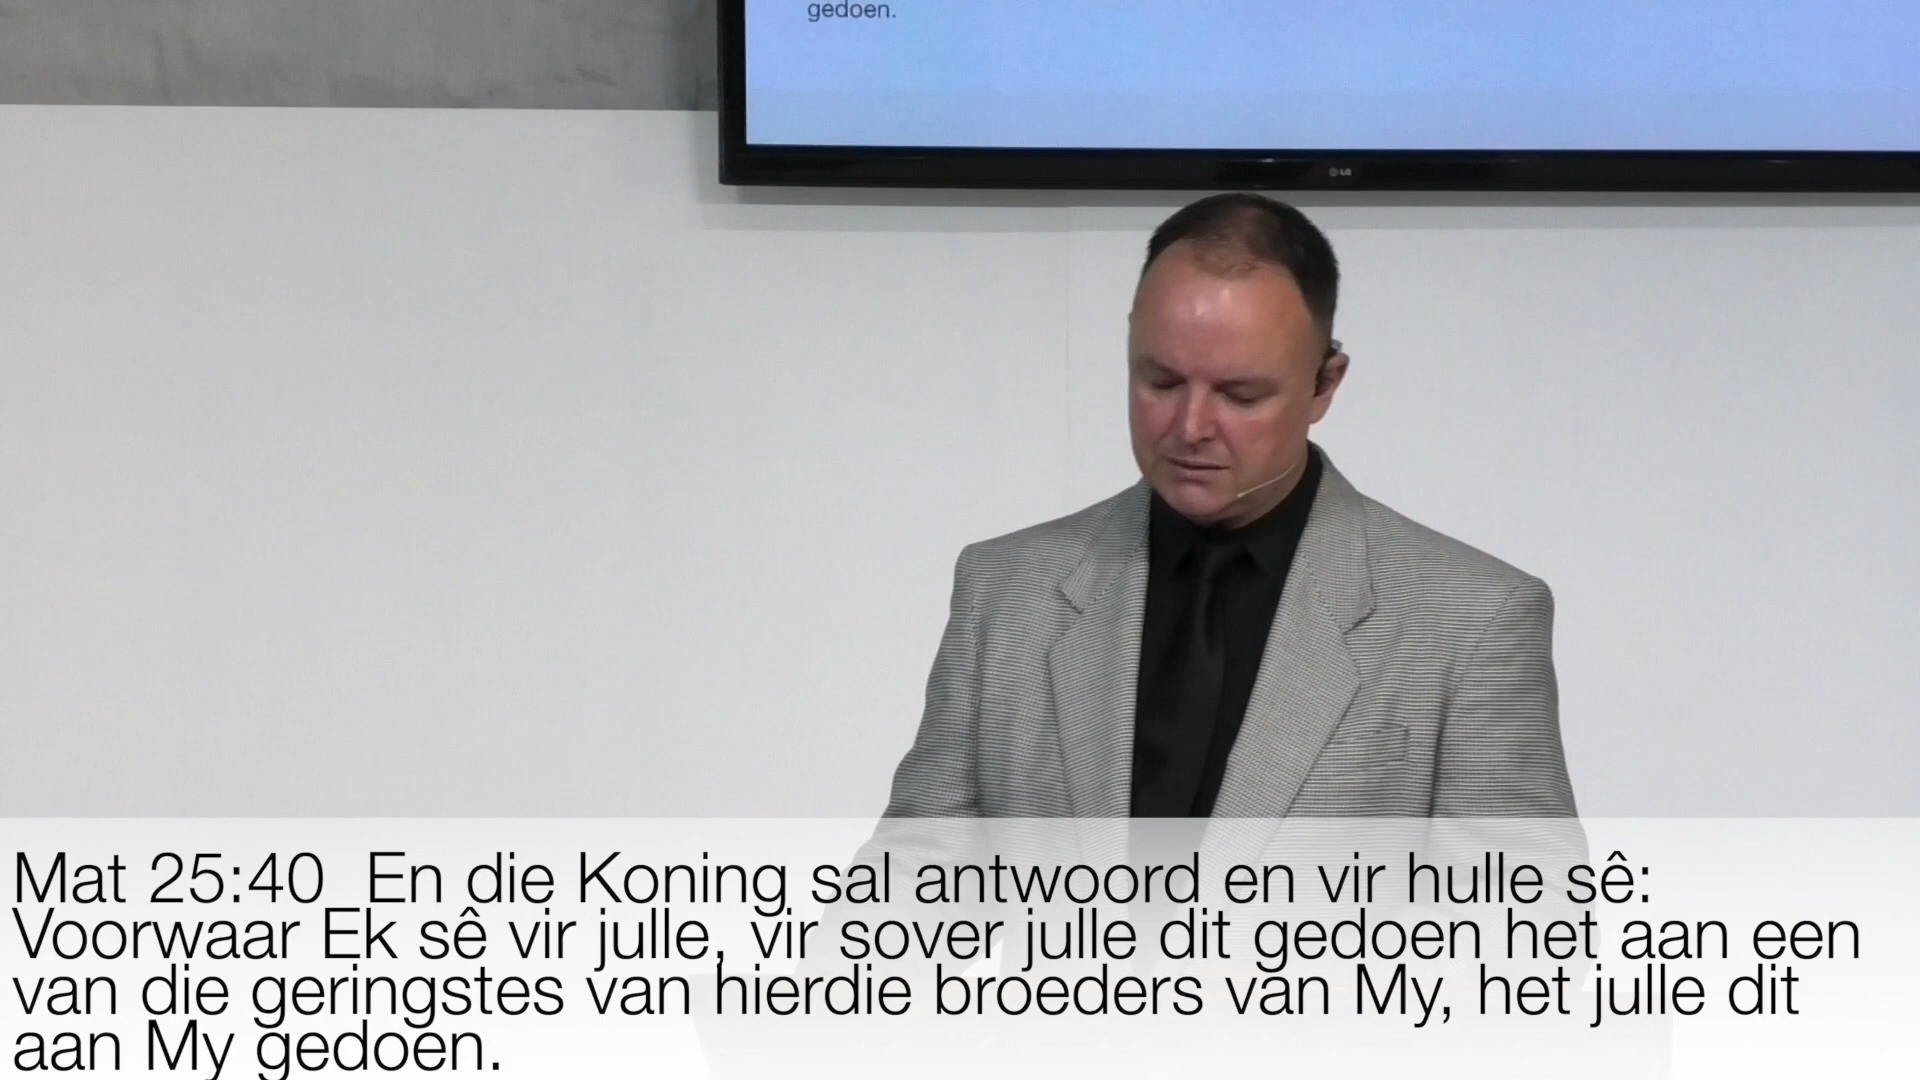 gedoen.
LG
Mat 25:40  En die Koning sal antwoord en vir hulle sê:
Voorwaar Ek sê vir julle, vir sover julle dit gedoen het aan een
van die geringstes van hierdie broeders van My, het julle dit
aan My gedoen.